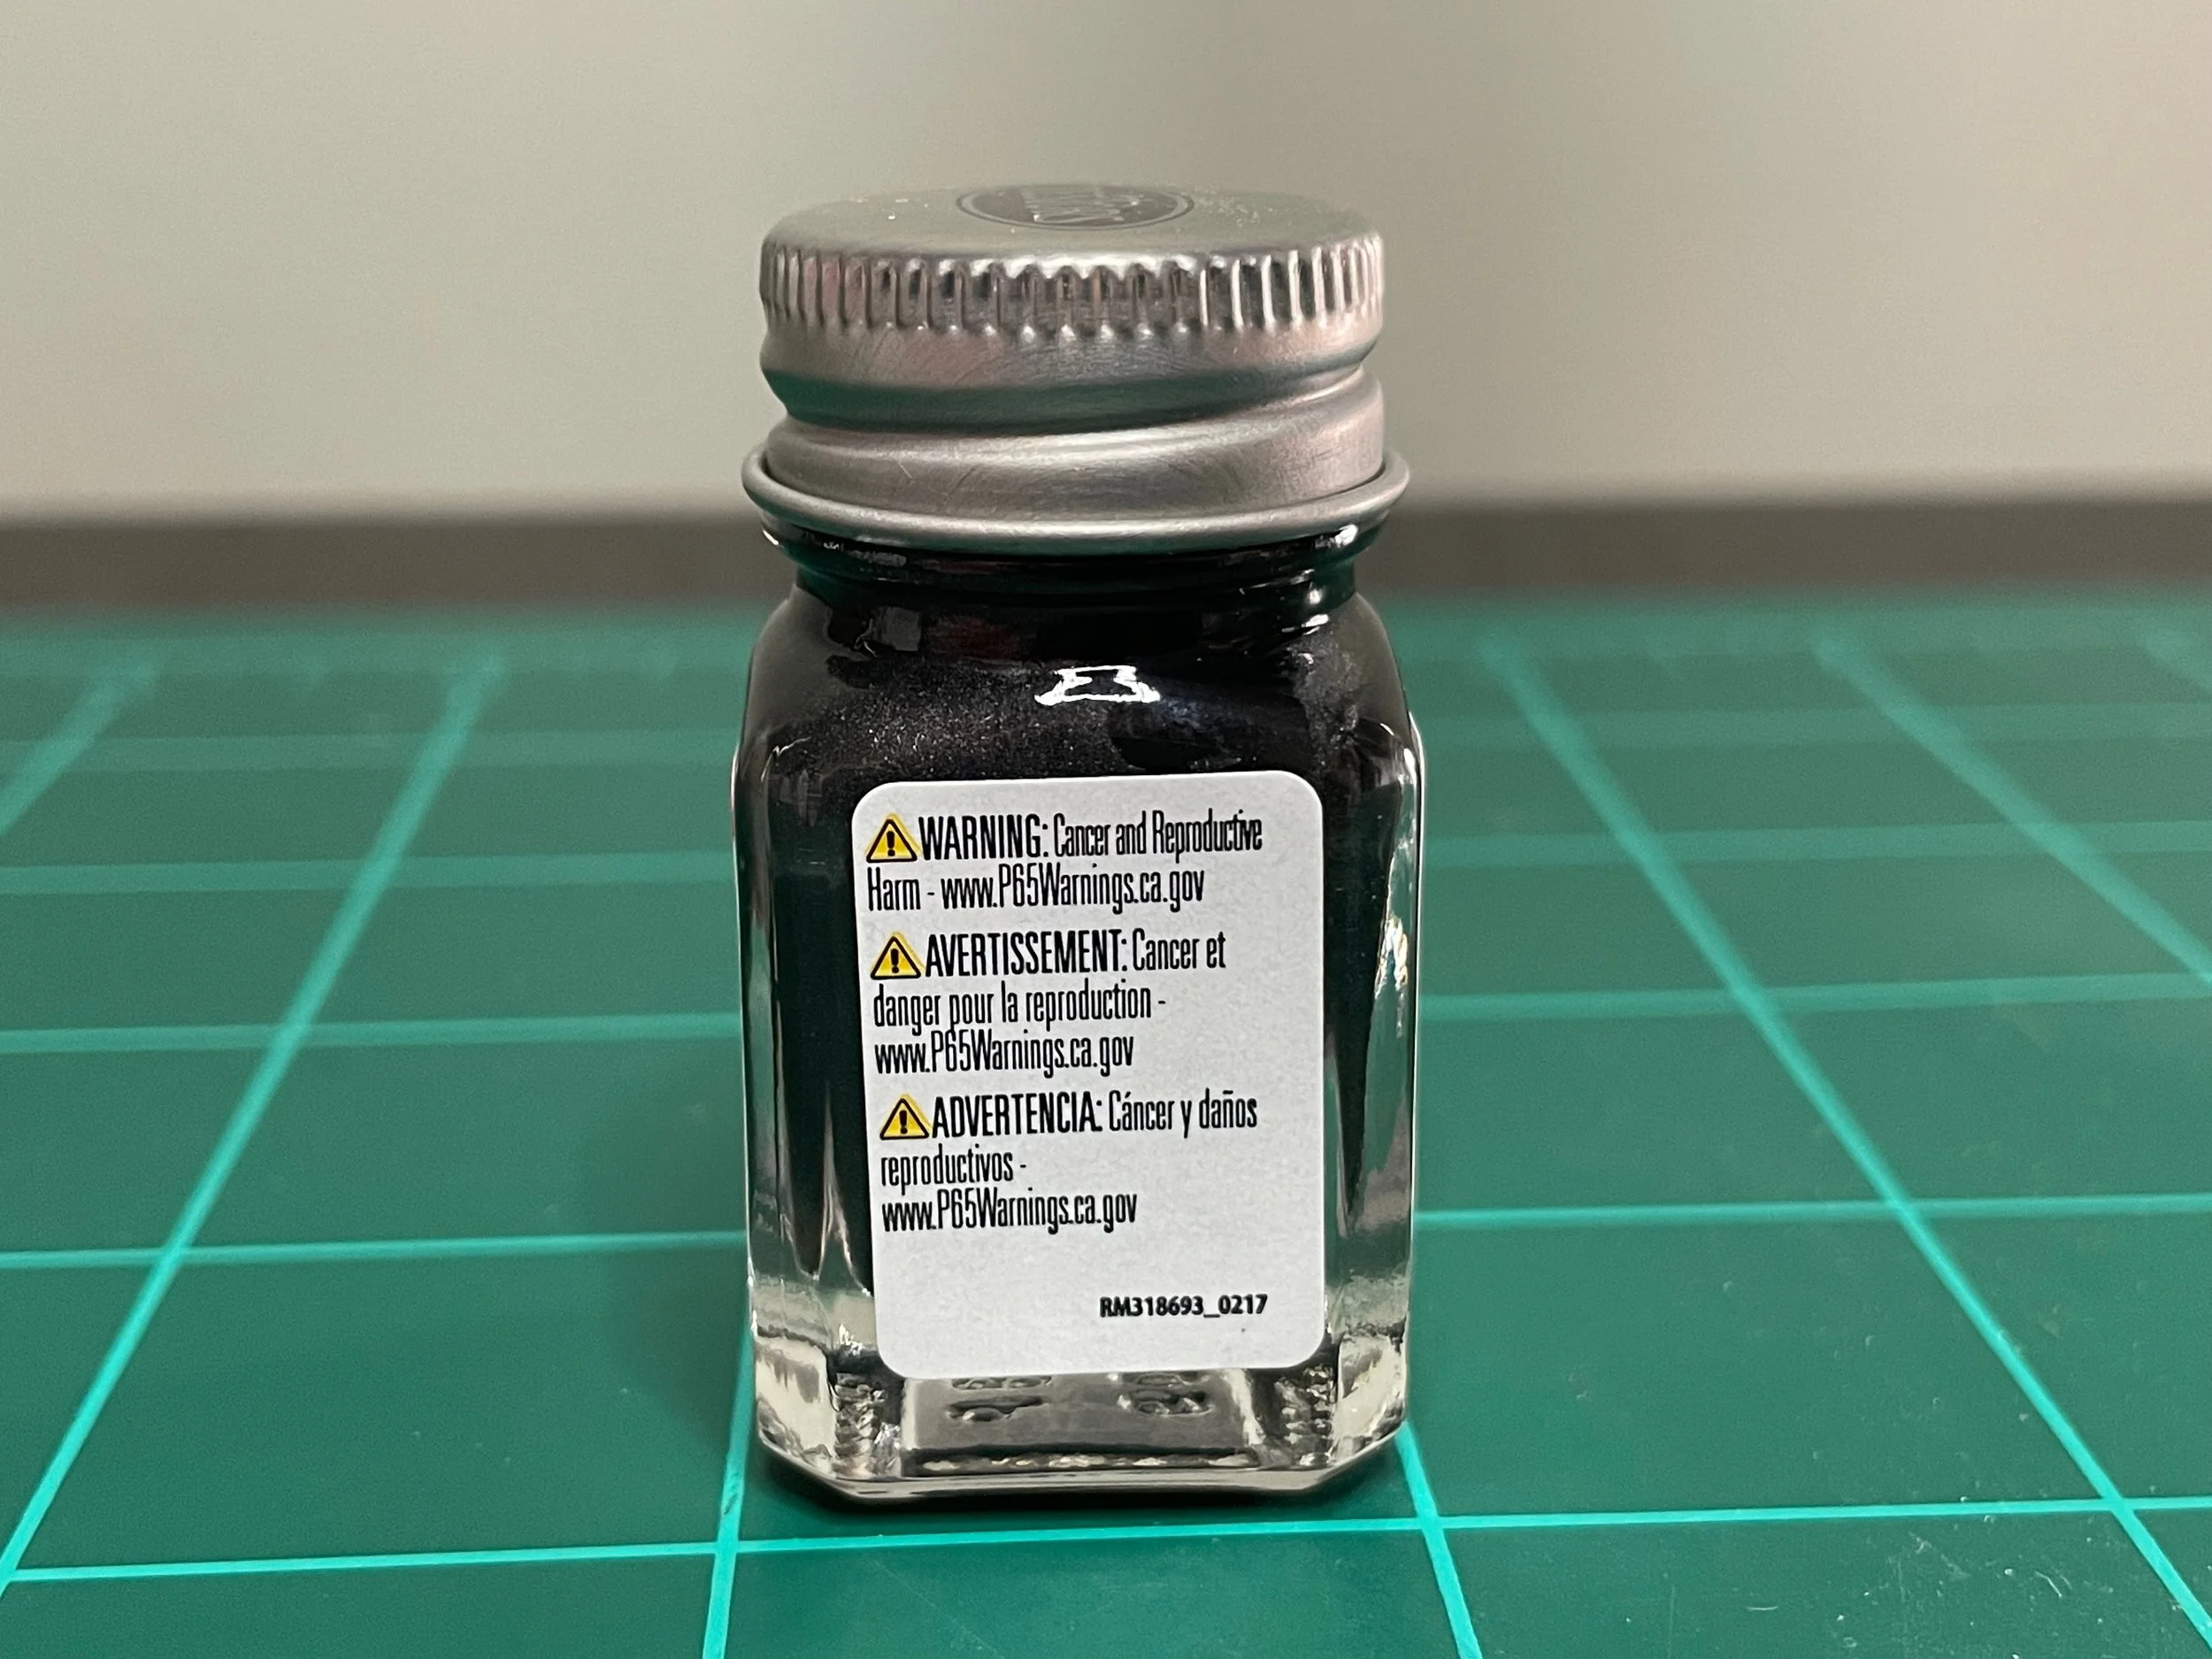 WARNING: Cancer and Reproductive
Harm - www.P65Warnings.ca.gov
AVERTISSEMENT: Cancer et
danger pour la reproduction -
www.P65Warnings.ca.gov
ADVERTENCIA: Cáncer y daños
reproductivos -
www.P65Warnings.ca.gov
RM318693_0217